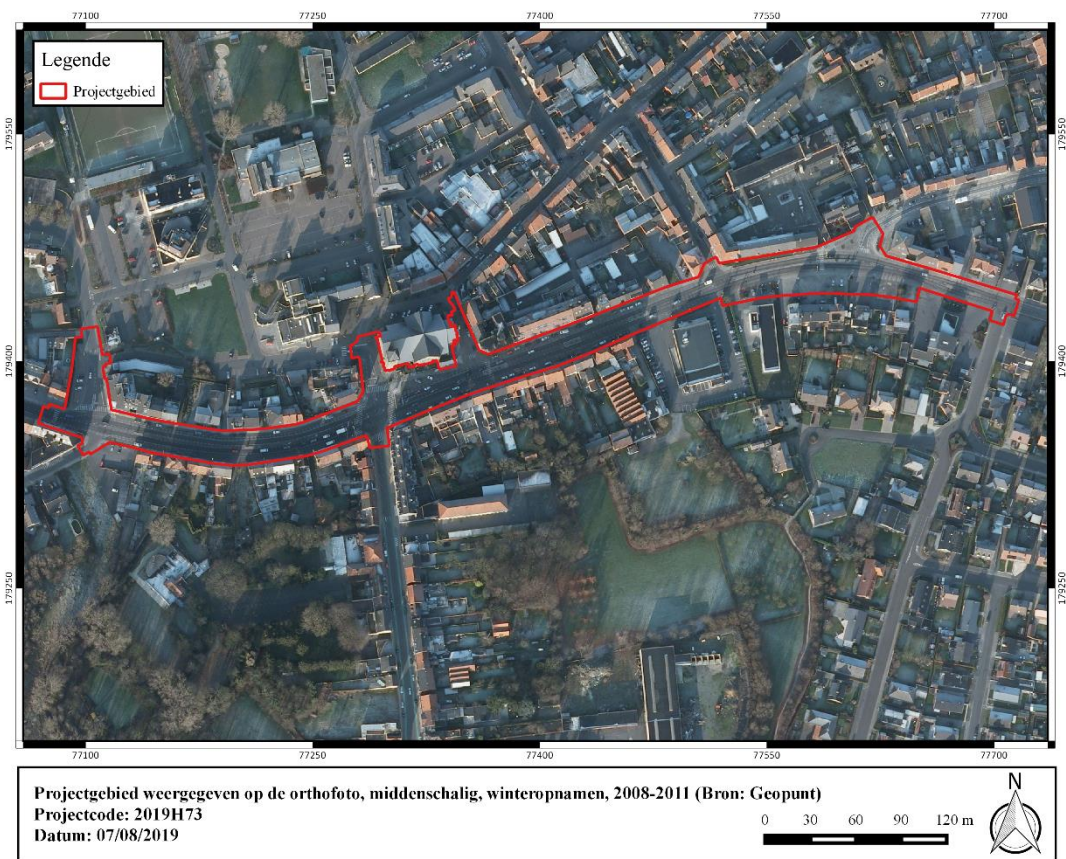 77100 77250 77400 77550 77700
Legende
Projectgebied
179550 179550
179400 179400
179250 179250
77100 77250 77400 77550 77700
Projectgebied weergegeven op de orthofoto, middenschalig, winteropnamen, 2008-2011 (Bron: Geopunt)
Projectcode: 2019H73
Datum: 07/08/2019
0 30 60 90 120 m
N